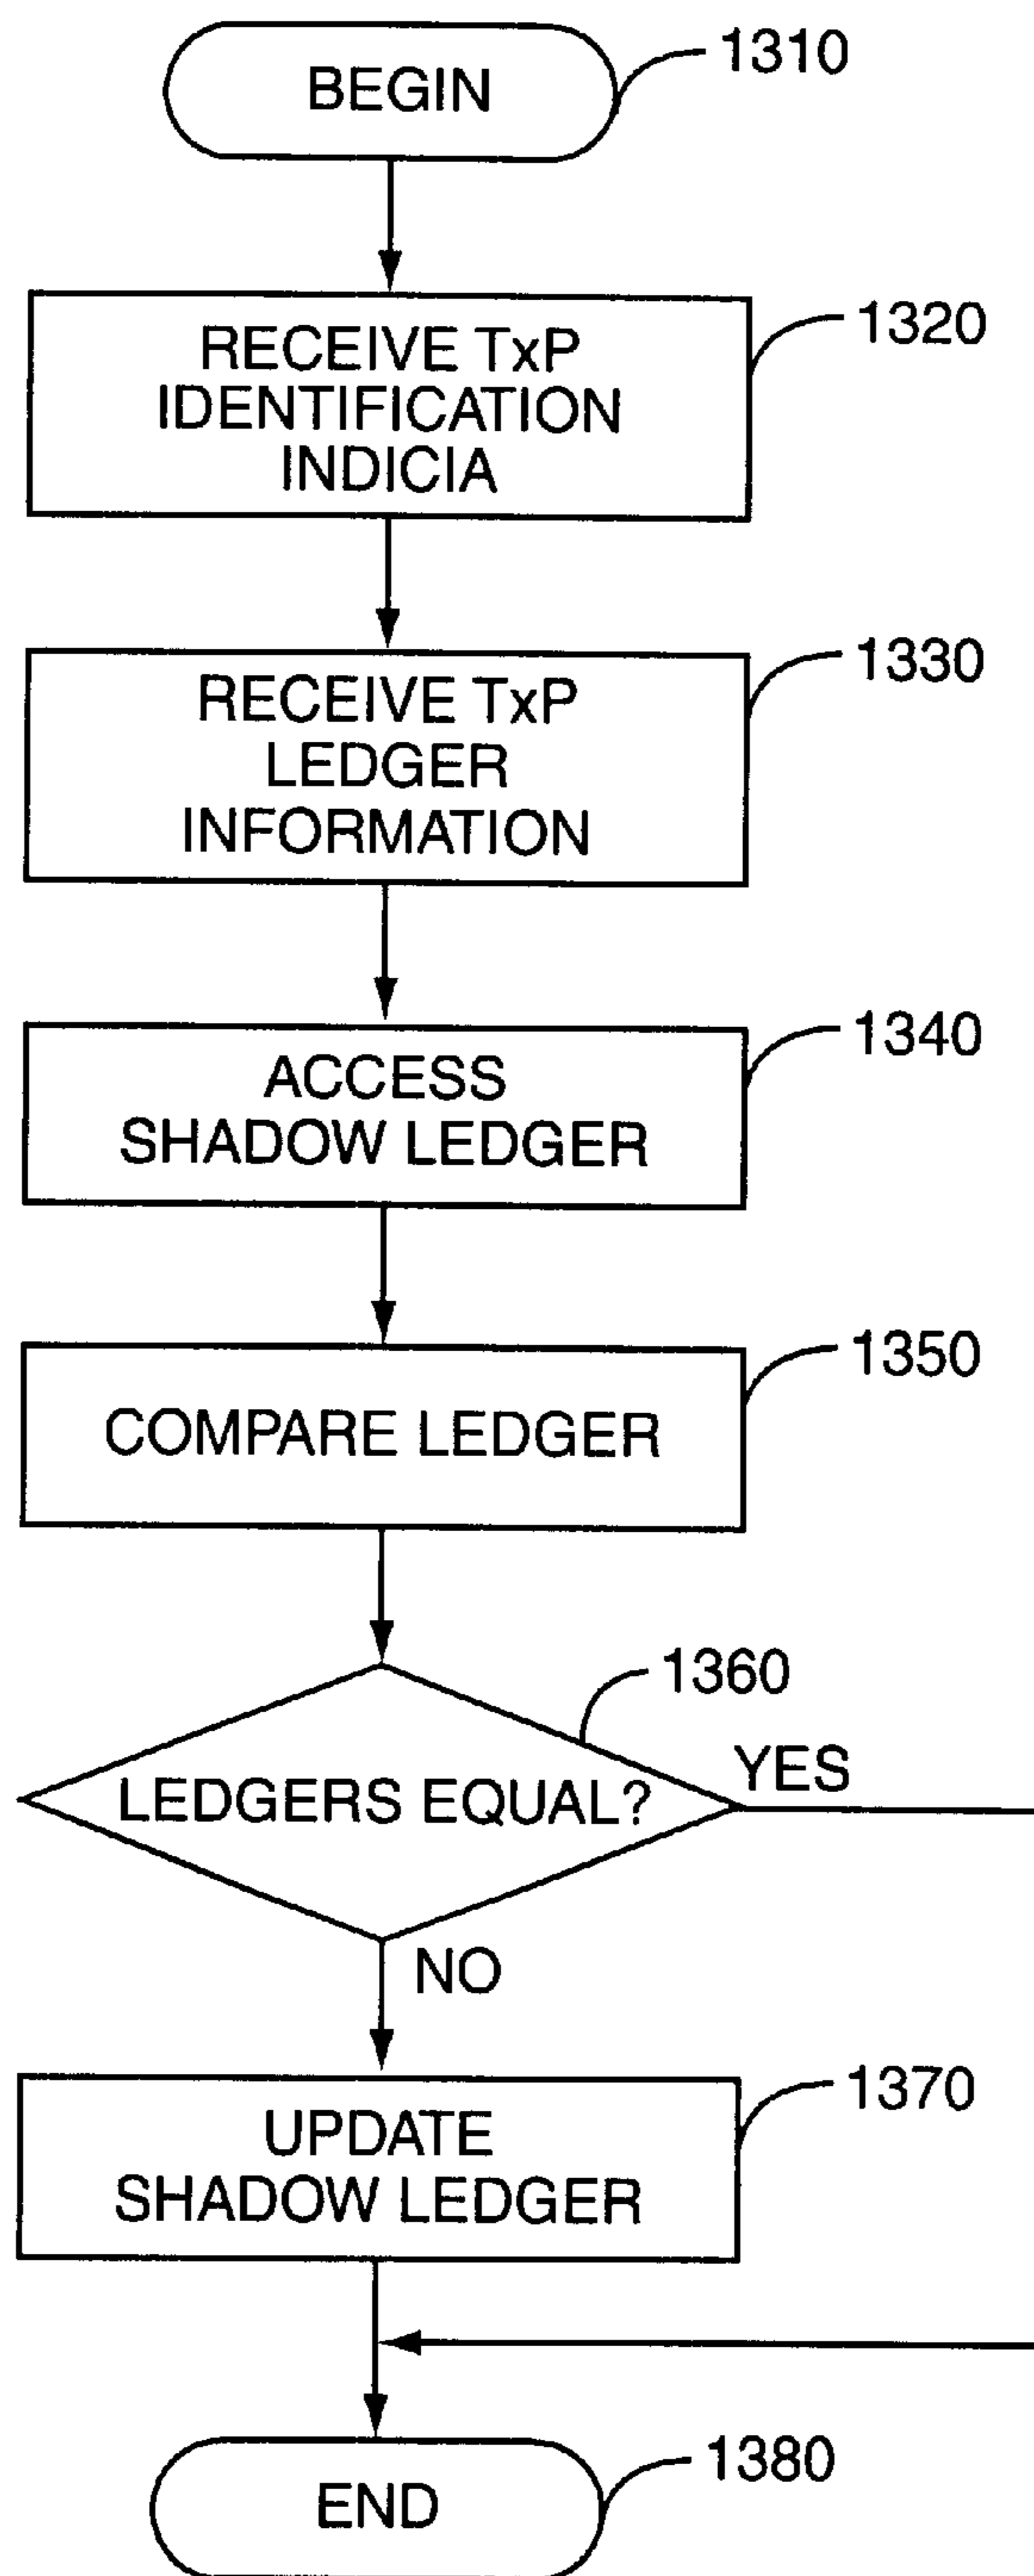 BEGIN
1310
RECEIVE TxP
IDENTIFICATION
INDICIA
1320
RECEIVE TxP
LEDGER
INFORMATION
1330
ACCESS
SHADOW LEDGER
1340
COMPARE LEDGER
1350
LEDGERS EQUAL?
1360
YES
NO
UPDATE
SHADOW LEDGER
1370
END
1380